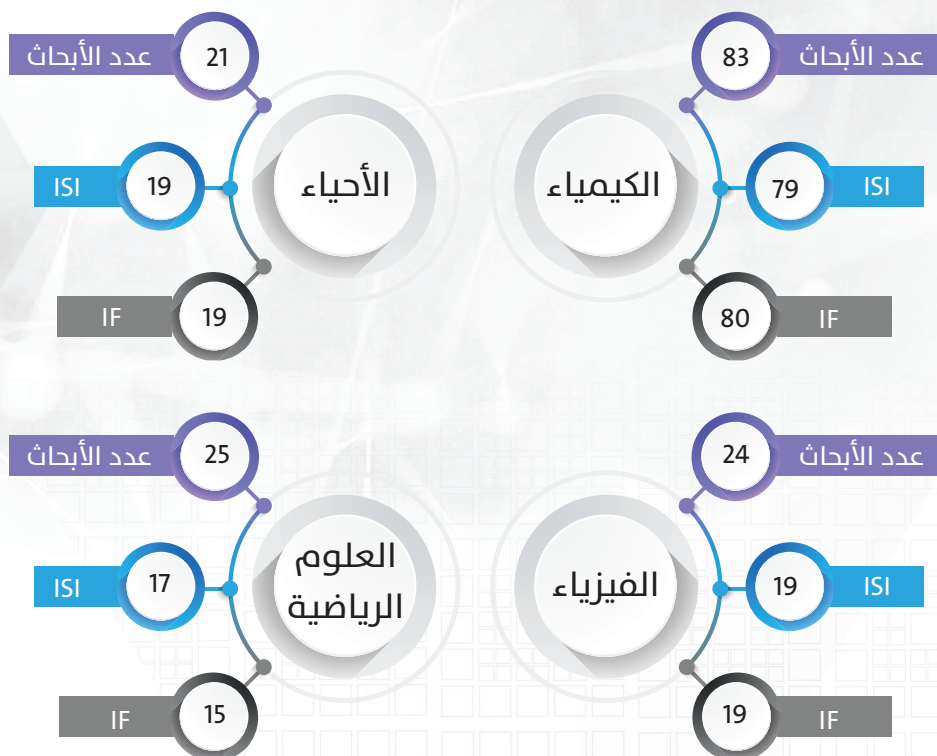 الكيمياء
عدد الأبحاث 83
ISI 79
IF 80
الأحياء
عدد الأبحاث 21
ISI 19
IF 19
الفيزياء
عدد الأبحاث 24
ISI 19
IF 19
العلوم
الرياضية
عدد الأبحاث 25
ISI 17
IF 15